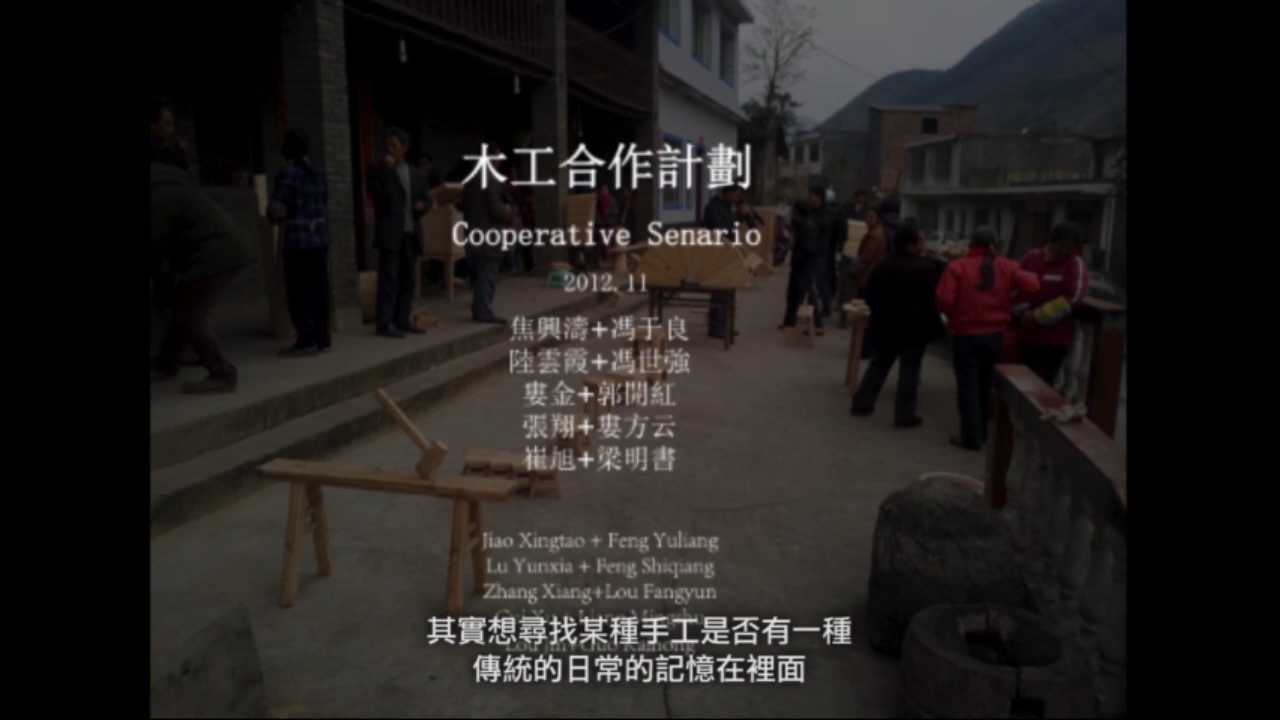 木工合作計劃
Cooperative Senario
2012.11
焦興濤+馮于良
陸雲霞+馮世強
婁金+郭開紅
張翔+婁方云
崔旭+梁明書
Jiao Xingtao + Feng Yuliang
Lu Yunxia + Feng Shiqiang
Zhang Xiang+Lou Fangyun
其實想尋找某種手工是否有一種
傳統的日常的記憶在裡面